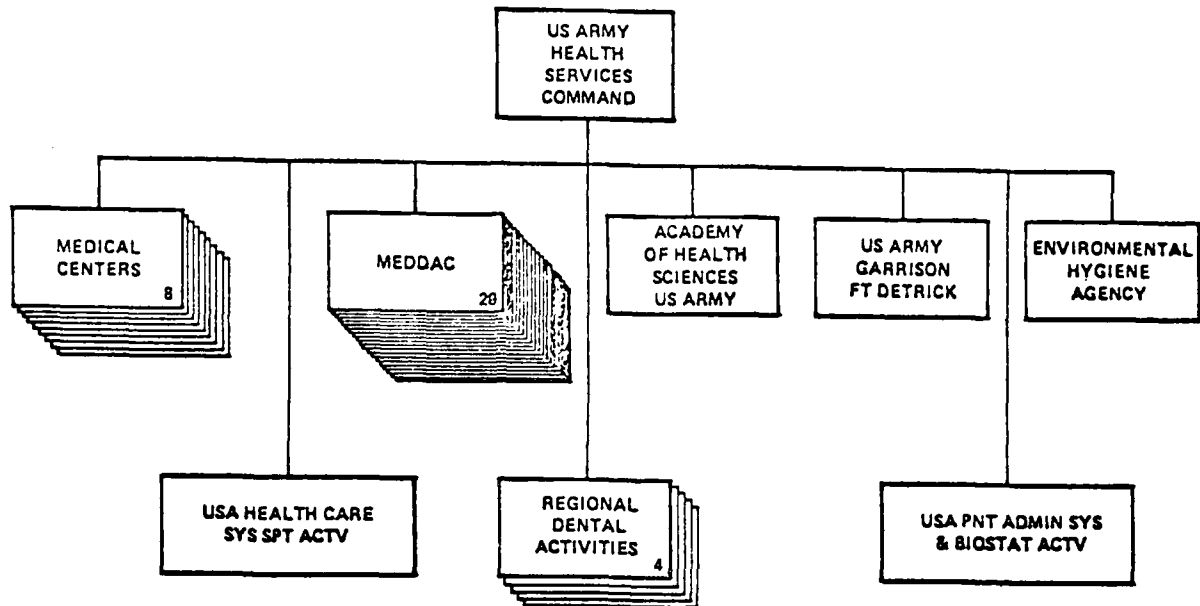 US ARMY
HEALTH
SERVICES
COMMAND
MEDICAL
CENTERS
8
MEDDAC
29
ACADEMY
OF HEALTH
SCIENCES
US ARMY
US ARMY
GARRISON
FT DETRICK
ENVIRONMENTAL
HYGIENE
AGENCY
USA HEALTH CARE
SYS SPT ACTV
REGIONAL
DENTAL
ACTIVITIES
4
USA PNT ADMIN SYS
& BIOSTAT ACTV